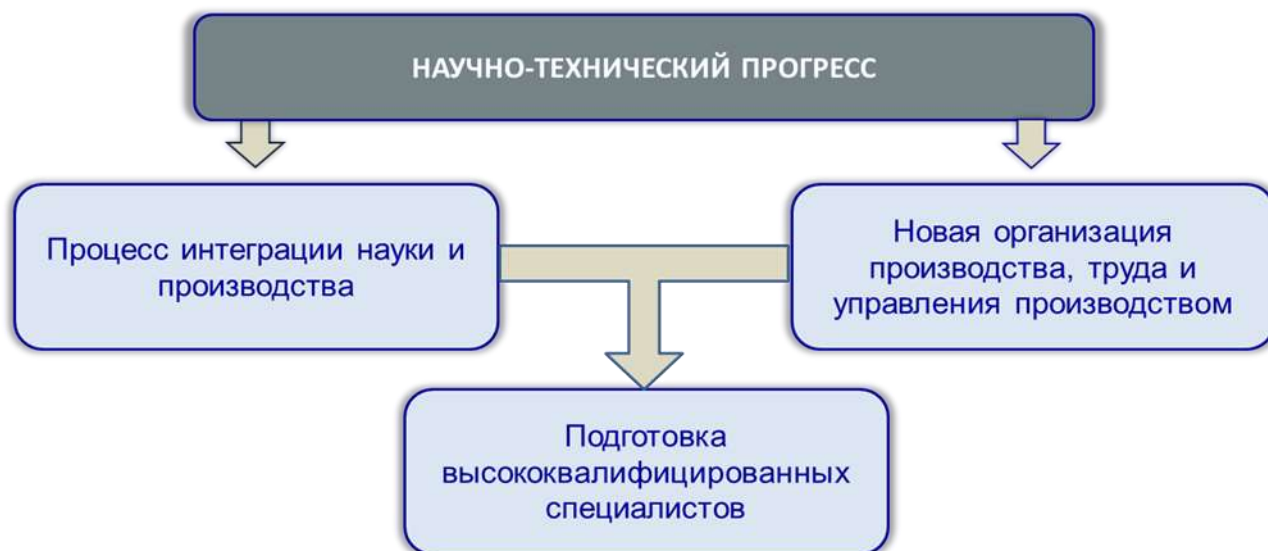 НАУЧНО-ТЕХНИЧЕСКИЙ ПРОГРЕСС
Процесс интеграции науки и
производства
Новая организация
производства, труда и
управления производством
Подготовка
высококвалифицированных
специалистов